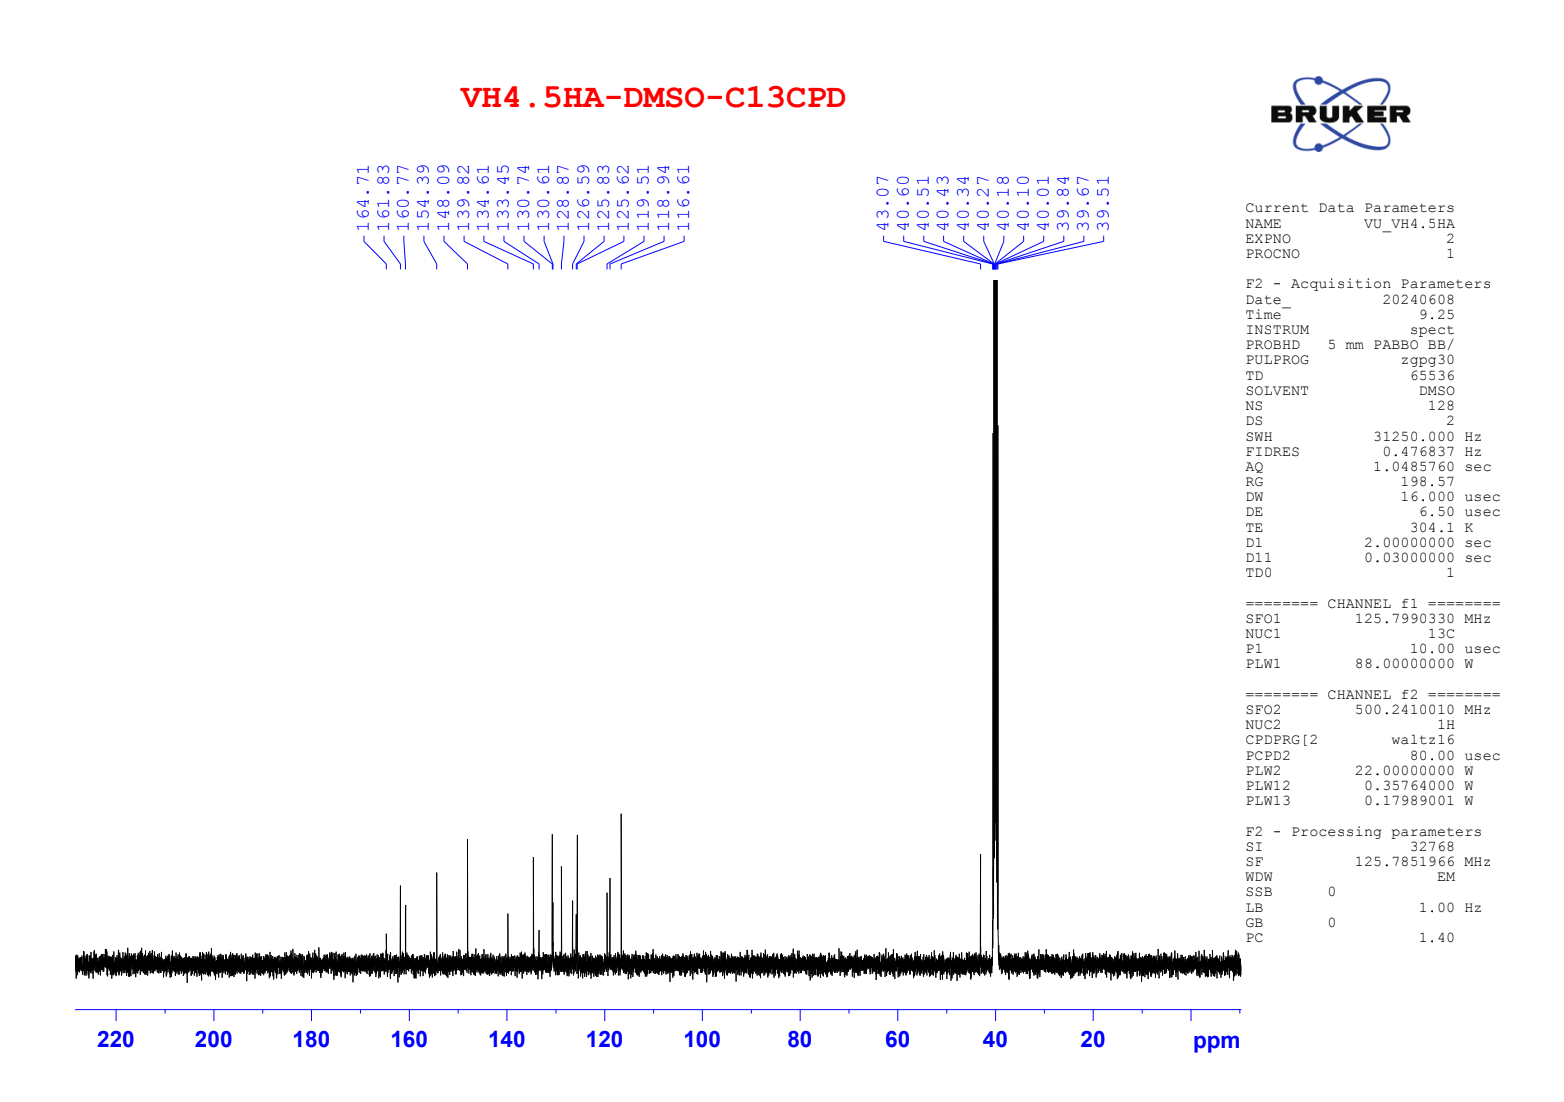 VH4.5HA-DMSO-C13CPD
BRUKER
164.71
161.83
160.77
154.39
148.09
139.82
134.61
133.45
130.74
130.61
128.87
126.59
125.83
125.62
119.51
118.94
116.61
43.07
40.60
40.51
40.43
40.34
40.27
40.18
40.10
40.01
39.84
39.67
39.51
Current Data Parameters
NAME VU_VH4.5HA
EXPNO 2
PROCNO 1
F2 - Acquisition Parameters
Date_ 20240608
Time 9.25
INSTRUM spect
PROBHD 5 mm PABBO BB/
PULPROG zgpg30
TD 65536
SOLVENT DMSO
NS 128
DS 2
SWH 31250.000 Hz
FIDRES 0.476837 Hz
AQ 1.0485760 sec
RG 198.57
DW 16.000 usec
DE 6.50 usec
TE 304.1 K
D1 2.00000000 sec
D11 0.03000000 sec
TD0 1
======== CHANNEL f1 ========
SFO1 125.7990330 MHz
NUC1 13C
P1 10.00 usec
PLW1 88.00000000 W
======== CHANNEL f2 ========
SFO2 500.2410010 MHz
NUC2 1H
CPDPRG[2 waltz16
PCPD2 80.00 usec
PLW2 22.00000000 W
PLW12 0.35764000 W
PLW13 0.17989001 W
F2 - Processing parameters
SI 32768
SF 125.7851966 MHz
WDW EM
SSB 0
LB 1.00 Hz
GB 0
PC 1.40
220 200 180 160 140 120 100 80 60 40 20 ppm